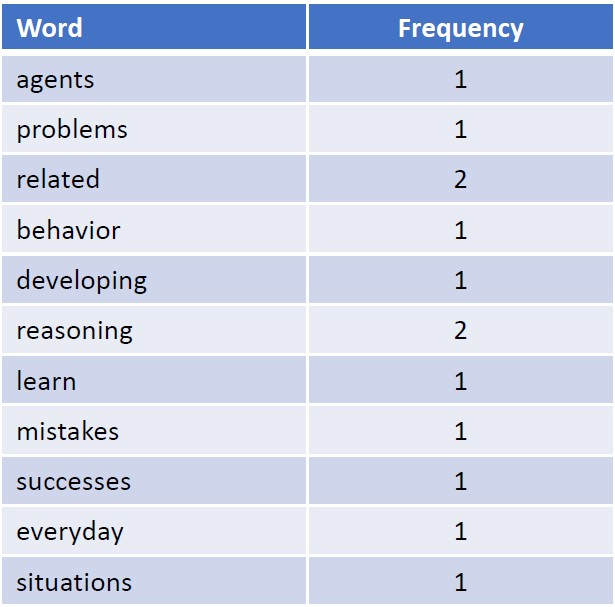 Word Frequency
agents 1
problems 1
related 2
behavior 1
developing 1
reasoning 2
learn 1
mistakes 1
successes 1
everyday 1
situations 1